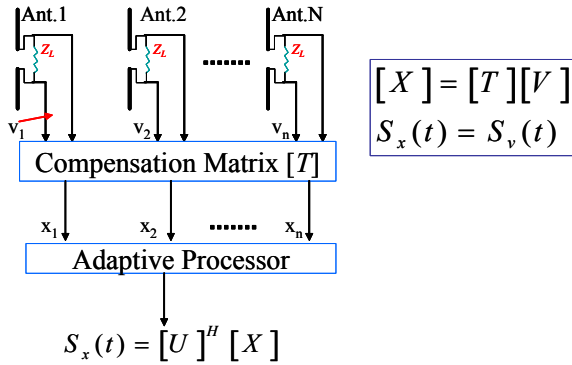 Ant.1 Ant.2 Ant.N
Z_L Z_L Z_L
[X] = [T][V]
S_x(t) = S_v(t)
v_1 v_2 v_n
Compensation Matrix [T]
x_1 x_2 x_n
Adaptive Processor
S_x(t) = [U]^H [X]